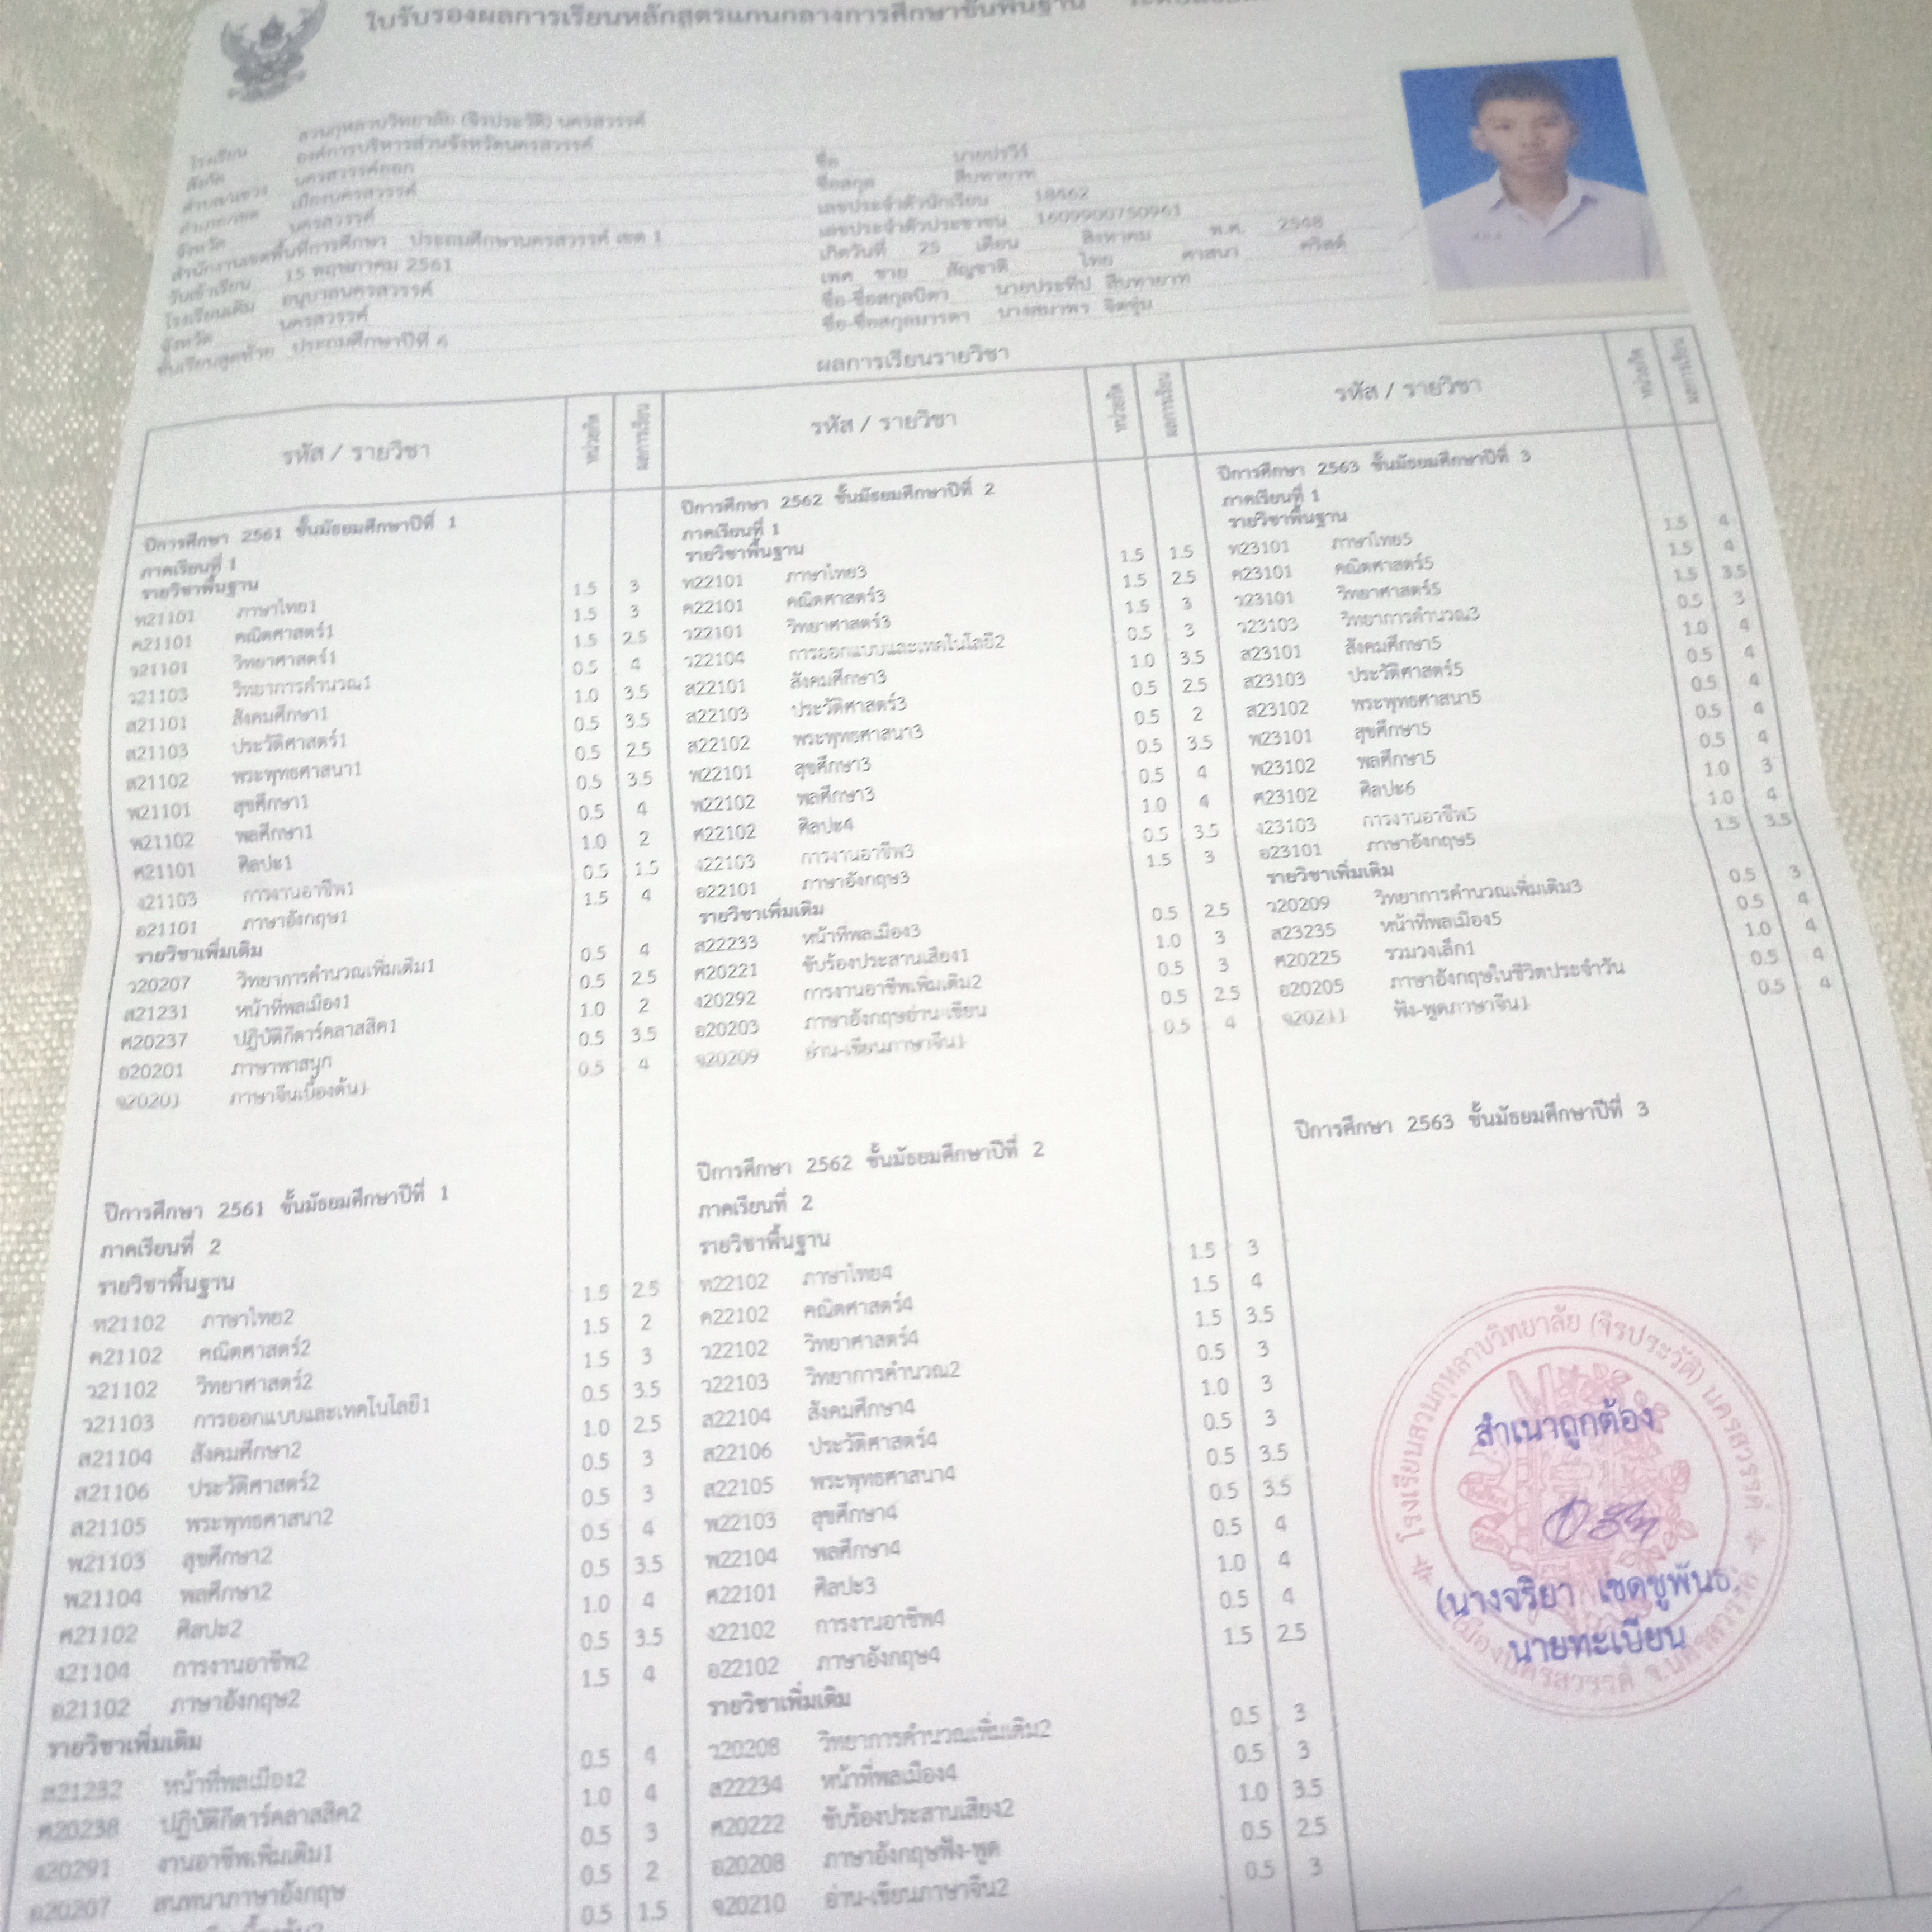 ใบรับรองผลการเรียนหลักสูตรแกนกลางการศึกษาขั้นพื้นฐาน
โรงเรียน สวนกุหลาบวิทยาลัย (จิรประวัติ) นครสวรรค์
สังกัด องค์การบริหารส่วนจังหวัดนครสวรรค์
ตำบล/แขวง นครสวรรค์ออก
อำเภอ/เขต เมืองนครสวรรค์
จังหวัด นครสวรรค์
สำนักงานเขตพื้นที่การศึกษา ประถมศึกษานครสวรรค์ เขต 1
วันเข้าเรียน 15 พฤษภาคม 2561
โรงเรียนเดิม อนุบาลนครสวรรค์
จังหวัด นครสวรรค์
ชั้นเรียนสุดท้าย ประถมศึกษาปีที่ 6
ชื่อ
ชื่อสกุล สืบทายาท
เลขประจำตัวนักเรียน 18462
เลขประจำตัวประชาชน 1609900750961
เกิดวันที่ 25 เดือน สิงหาคม พ.ศ. 2548
เพศ ชาย สัญชาติ ไทย ศาสนา คริสต์
ชื่อ-ชื่อสกุลบิดา นายประทีป สืบทายาท
ชื่อ-ชื่อสกุลมารดา นางสมาพร
ผลการเรียนรายวิชา
รหัส / รายวิชา หน่วยกิต ผลการเรียน
ปีการศึกษา 2561 ชั้นมัธยมศึกษาปีที่ 1
ภาคเรียนที่ 1
รายวิชาพื้นฐาน
ท21101 ภาษาไทย1 1.5 3
ค21101 คณิตศาสตร์1 1.5 3
ว21101 วิทยาศาสตร์1 1.5 2.5
ว21103 วิทยาการคำนวณ1 0.5 4
ส21101 สังคมศึกษา1 1.0 3.5
ส21103 ประวัติศาสตร์1 0.5 3.5
ส21102 พระพุทธศาสนา1 0.5 2.5
พ21101 สุขศึกษา1 0.5 3.5
พ21102 พลศึกษา1 0.5 4
ศ21101 ศิลปะ1 1.0 2
ง21103 การงานอาชีพ1 0.5 1.5
อ21101 ภาษาอังกฤษ1 1.5 4
รายวิชาเพิ่มเติม
ว20207 วิทยาการคำนวณเพิ่มเติม1 0.5 4
ส21231 หน้าที่พลเมือง1 0.5 2.5
ศ20237 ปฏิบัติกีตาร์คลาสสิค1 1.0 2
อ20201 ภาษาพาสนุก 0.5 3.5
จ20201 ภาษาจีนเบื้องต้น1 0.5 4
ปีการศึกษา 2561 ชั้นมัธยมศึกษาปีที่ 1
ภาคเรียนที่ 2
รายวิชาพื้นฐาน
ท21102 ภาษาไทย2 1.5 2.5
ค21102 คณิตศาสตร์2 1.5 2
ว21102 วิทยาศาสตร์2 1.5 3
ว21103 การออกแบบและเทคโนโลยี1 0.5 3.5
ส21104 สังคมศึกษา2 1.0 2.5
ส21106 ประวัติศาสตร์2 0.5 3
ส21105 พระพุทธศาสนา2 0.5 3
พ21103 สุขศึกษา2 0.5 4
พ21104 พลศึกษา2 0.5 3.5
ศ21102 ศิลปะ2 1.0 4
ง21104 การงานอาชีพ2 0.5 3.5
อ21102 ภาษาอังกฤษ2 1.5 4
รายวิชาเพิ่มเติม
ส21232 หน้าที่พลเมือง2 0.5 4
ศ20238 ปฏิบัติกีตาร์คลาสสิค2 1.0 4
ง20291 งานอาชีพเพิ่มเติม1 0.5 3
อ20207 สนทนาภาษาอังกฤษ 0.5 2
0.5 1.5
รหัส / รายวิชา หน่วยกิต ผลการเรียน
ปีการศึกษา 2562 ชั้นมัธยมศึกษาปีที่ 2
ภาคเรียนที่ 1
รายวิชาพื้นฐาน
ท22101 ภาษาไทย3 1.5 1.5
ค22101 คณิตศาสตร์3 1.5 2.5
ว22101 วิทยาศาสตร์3 1.5 3
ว22104 การออกแบบและเทคโนโลยี2 0.5 3
ส22101 สังคมศึกษา3 1.0 3.5
ส22103 ประวัติศาสตร์3 0.5 2.5
ส22102 พระพุทธศาสนา3 0.5 2
พ22101 สุขศึกษา3 0.5 3.5
พ22102 พลศึกษา3 0.5 4
ศ22102 ศิลปะ4 1.0 4
ง22103 การงานอาชีพ3 0.5 3.5
อ22101 ภาษาอังกฤษ3 1.5 3
รายวิชาเพิ่มเติม
ส22233 หน้าที่พลเมือง3 0.5 2.5
ศ20221 ขับร้องประสานเสียง1 1.0 3
ง20292 การงานอาชีพเพิ่มเติม2 0.5 3
อ20203 ภาษาอังกฤษอ่าน-เขียน 0.5 2.5
จ20209 อ่าน-เขียนภาษาจีน1 0.5 4
ปีการศึกษา 2562 ชั้นมัธยมศึกษาปีที่ 2
ภาคเรียนที่ 2
รายวิชาพื้นฐาน
ท22102 ภาษาไทย4 1.5 3
ค22102 คณิตศาสตร์4 1.5 4
ว22102 วิทยาศาสตร์4 1.5 3.5
ว22103 วิทยาการคำนวณ2 0.5 3
ส22104 สังคมศึกษา4 1.0 3
ส22106 ประวัติศาสตร์4 0.5 3
ส22105 พระพุทธศาสนา4 0.5 3.5
พ22103 สุขศึกษา4 0.5 3.5
พ22104 พลศึกษา4 0.5 4
ศ22101 ศิลปะ3 1.0 4
ง22102 การงานอาชีพ4 0.5 4
อ22102 ภาษาอังกฤษ4 1.5 2.5
รายวิชาเพิ่มเติม
ว20208 วิทยาการคำนวณเพิ่มเติม2 0.5 3
ส22234 หน้าที่พลเมือง4 0.5 3
ศ20222 ขับร้องประสานเสียง2 1.0 3.5
อ20208 ภาษาอังกฤษฟัง-พูด 0.5 2.5
จ20210 อ่าน-เขียนภาษาจีน2 0.5 3
รหัส / รายวิชา หน่วยกิต ผลการเรียน
ปีการศึกษา 2563 ชั้นมัธยมศึกษาปีที่ 3
ภาคเรียนที่ 1
รายวิชาพื้นฐาน
ท23101 ภาษาไทย5 1.5 4
ค23101 คณิตศาสตร์5 1.5 4
ว23101 วิทยาศาสตร์5 1.5 3.5
ว23103 วิทยาการคำนวณ3 0.5 3
ส23101 สังคมศึกษา5 1.0 4
ส23103 ประวัติศาสตร์5 0.5 4
ส23102 พระพุทธศาสนา5 0.5 4
พ23101 สุขศึกษา5 0.5 4
พ23102 พลศึกษา5 0.5 4
ศ23102 ศิลปะ6 1.0 3
ง23103 การงานอาชีพ5 1.0 4
อ23101 ภาษาอังกฤษ5 1.5 3.5
รายวิชาเพิ่มเติม
ว20209 วิทยาการคำนวณเพิ่มเติม3 0.5 3
ส23235 หน้าที่พลเมือง5 0.5 4
ศ20225 รวมวงเล็ก1 1.0 4
อ20205 ภาษาอังกฤษในชีวิตประจำวัน 0.5 4
จ20211 ฟัง-พูดภาษาจีน1 0.5 4
ปีการศึกษา 2563 ชั้นมัธยมศึกษาปีที่ 3
โรงเรียนสวนกุหลาบวิทยาลัย (จิรประวัติ) นครสวรรค์
สำเนาถูกต้อง
(นางจริยา เชดชูพันธ
นายทะเบียน
เมืองนครสวรรค์ จ.นครสวรรค์